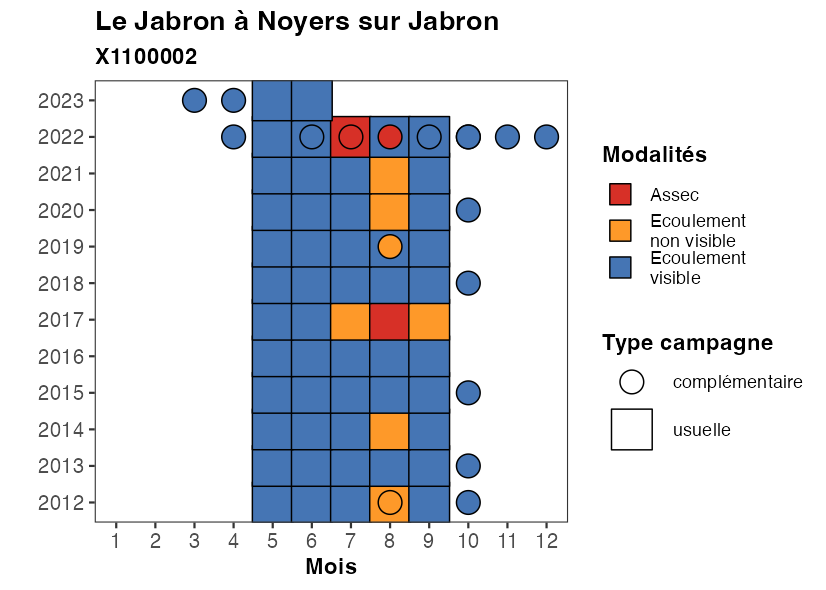 Le Jabron à Noyers sur Jabron
X1100002
2023
2022
2021
2020
2019
2018
2017
2016
2015
2014
2013
2012
1 2 3 4 5 6 7 8 9 10 11 12
Mois
Modalités
Assec
Ecoulement
non visible
Ecoulement
visible
Type campagne
complémentaire
usuelle